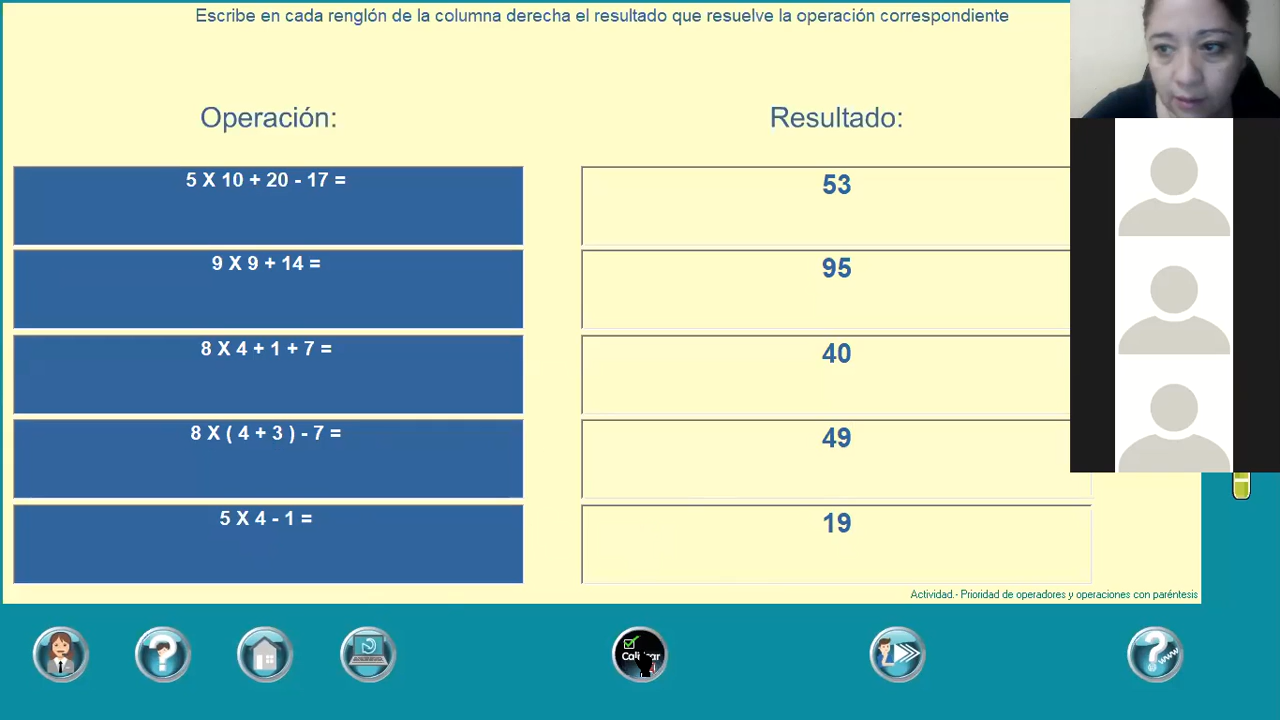 Escribe en cada renglón de la columna derecha el resultado que resuelve la operación correspondiente
Operación: Resultado:
5 X 10 + 20 - 17 = 53
9 X 9 + 14 = 95
8 X 4 + 1 + 7 = 40
8 X ( 4 + 3 ) - 7 = 49
5 X 4 - 1 = 19
Actividad.- Prioridad de operadores y operaciones con paréntesis